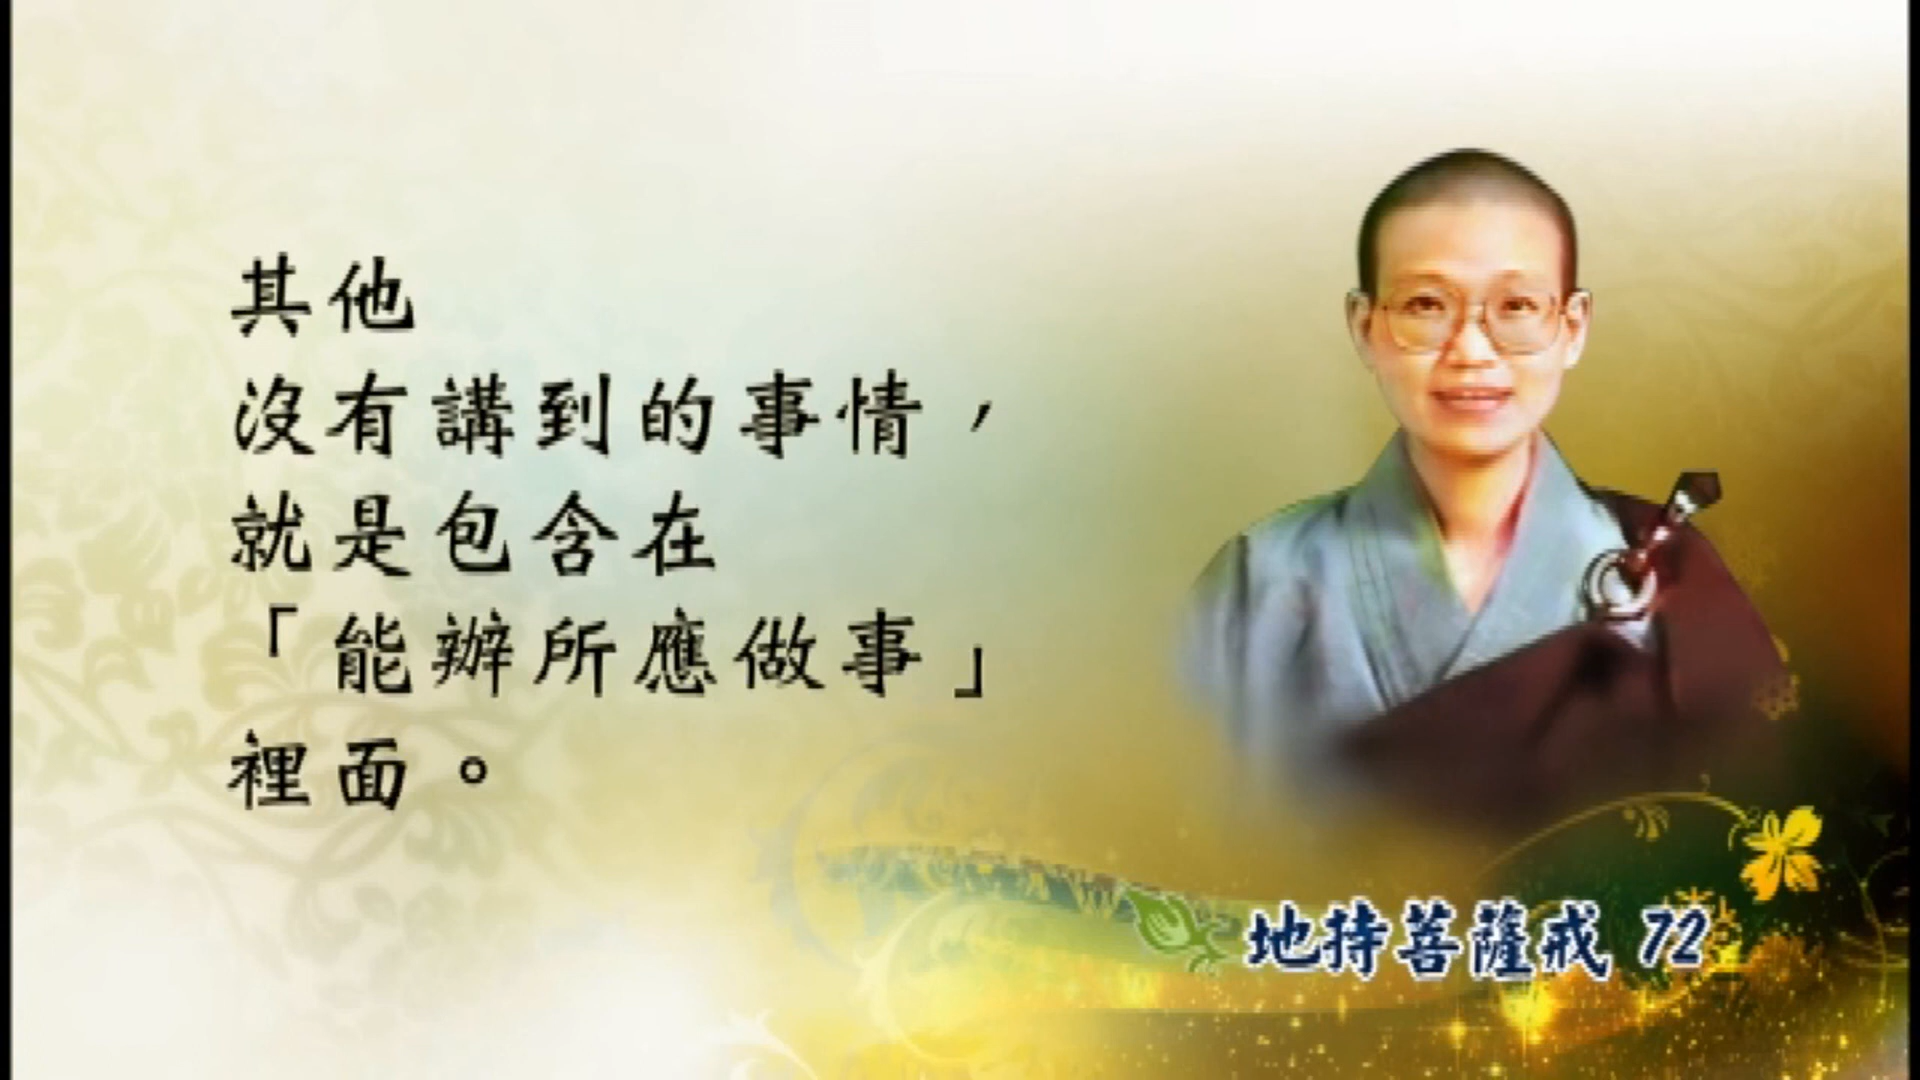 其他
沒有講到的事情，
就是包含在
「能辦所應做事」
裡面。
地持菩薩戒 72